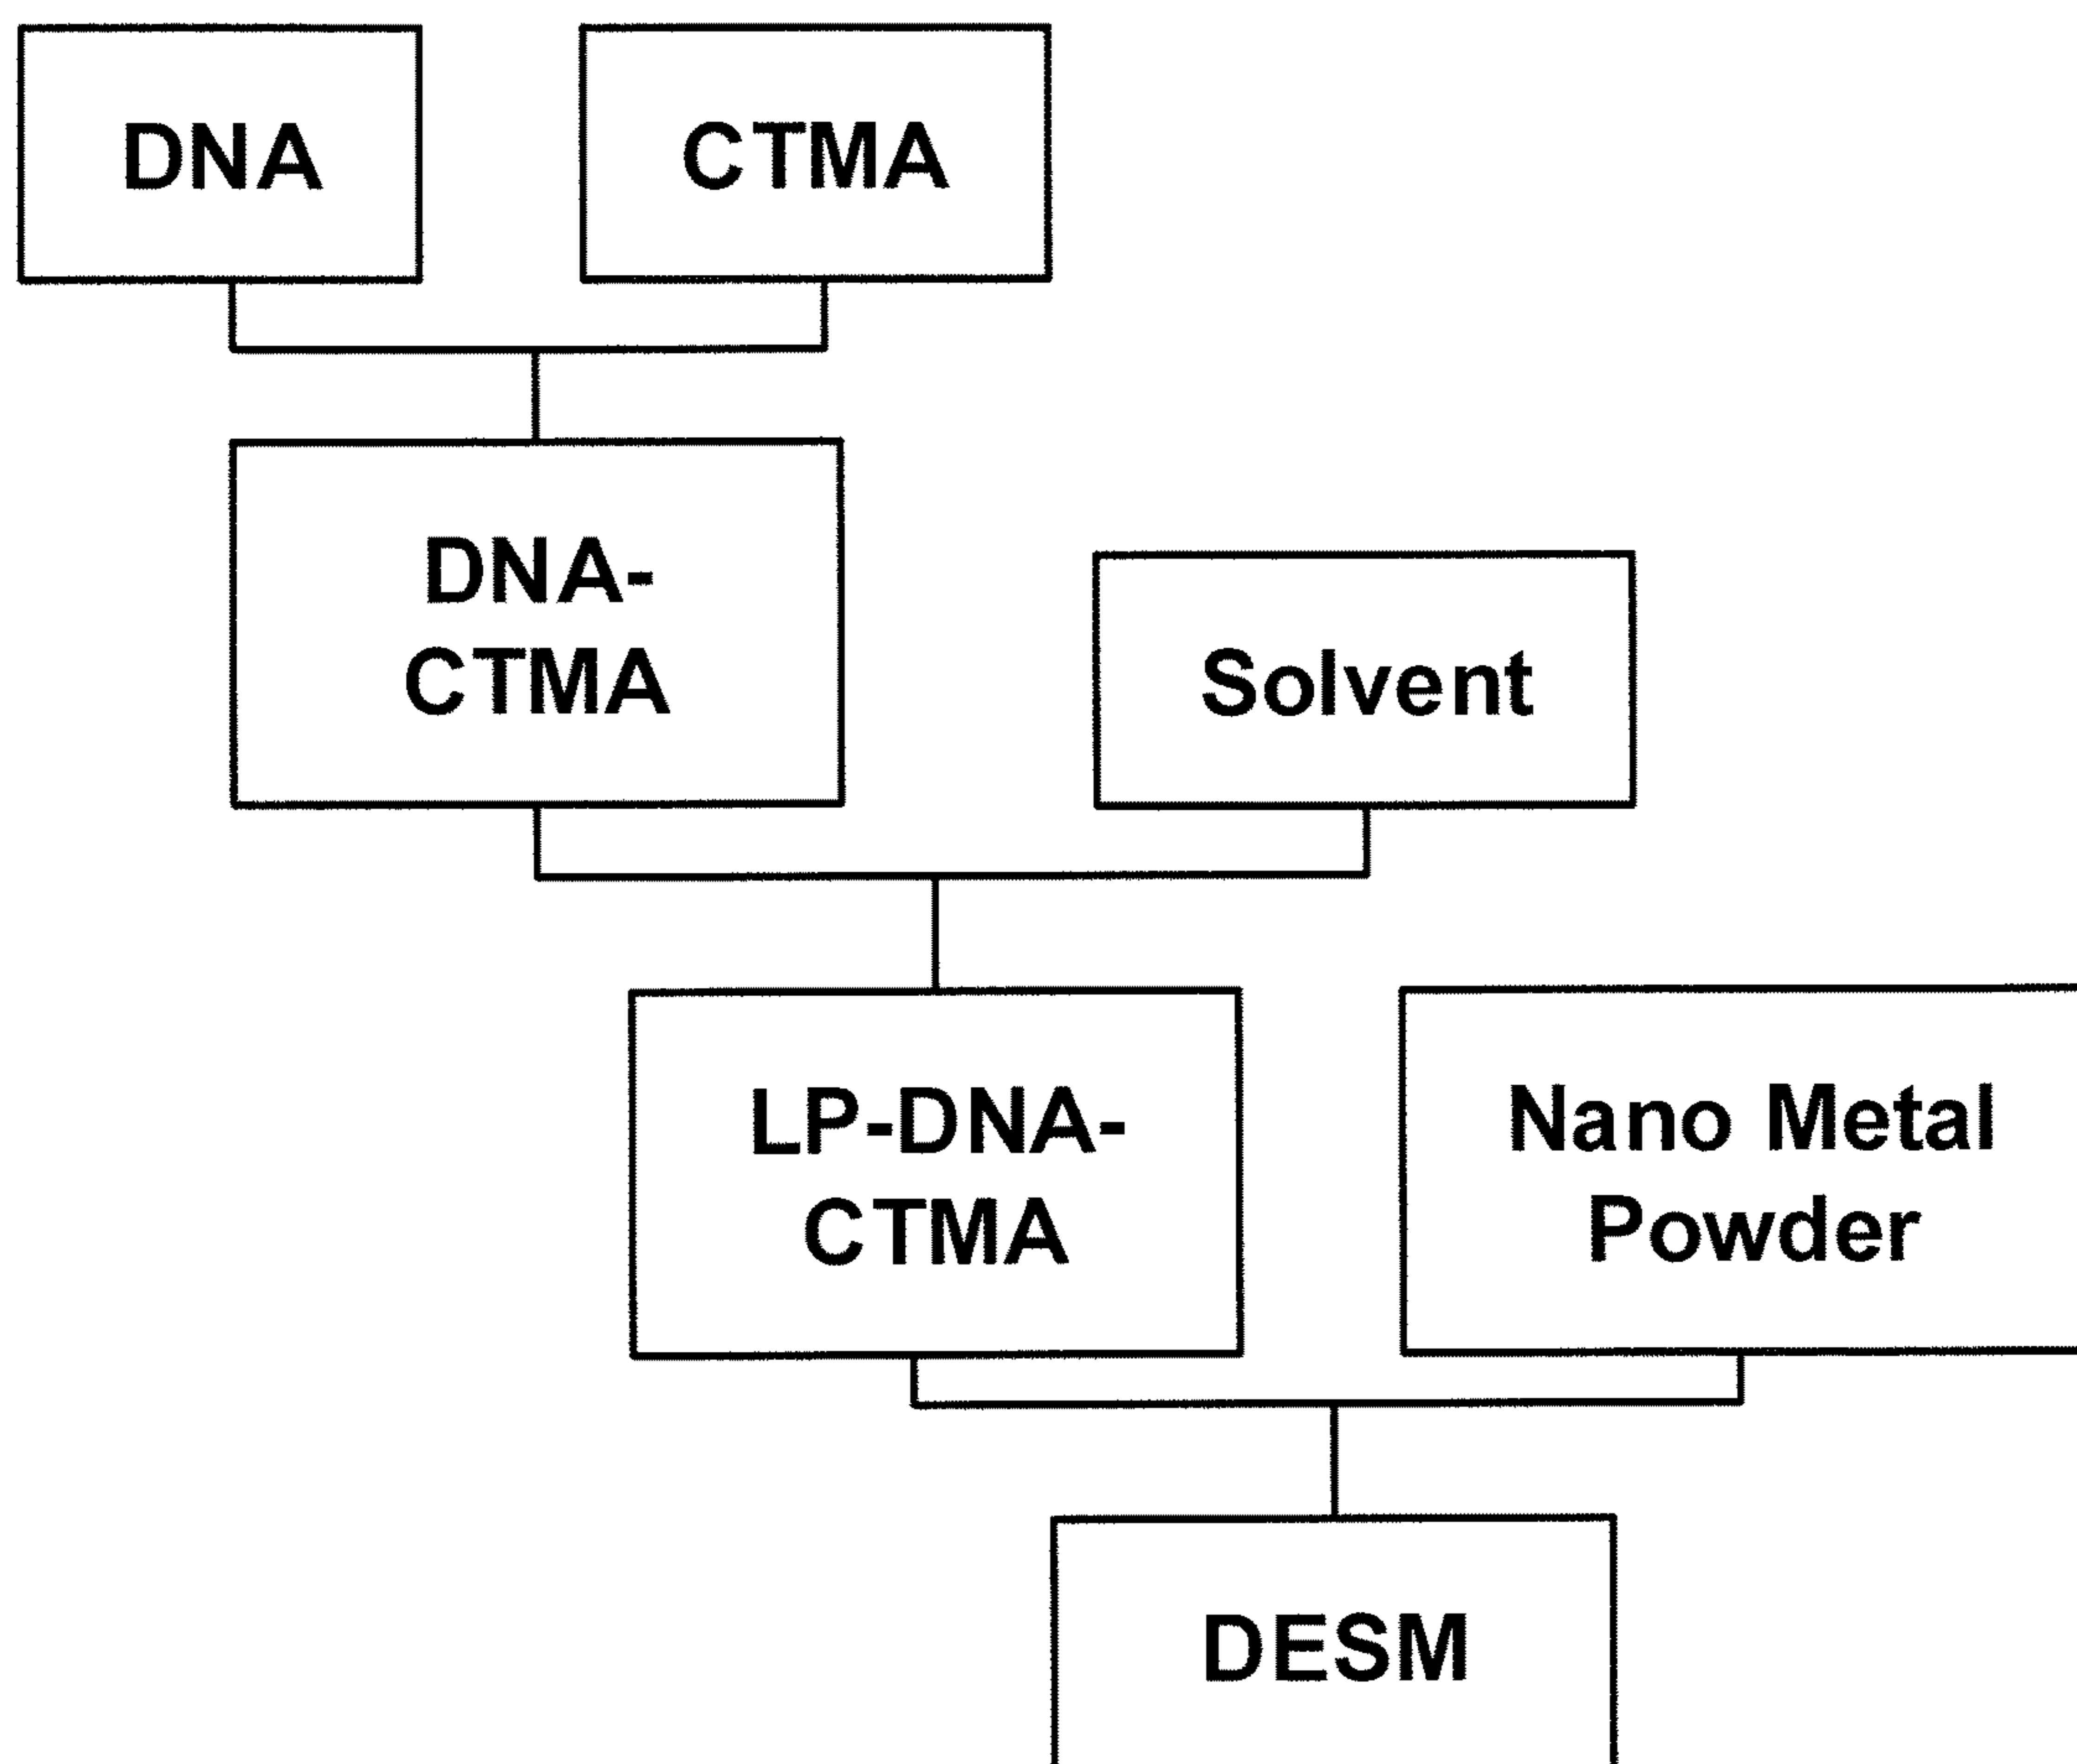 DNA
CTMA
DNA-
CTMA
Solvent
LP-DNA-
CTMA
Nano Metal
Powder
DESM